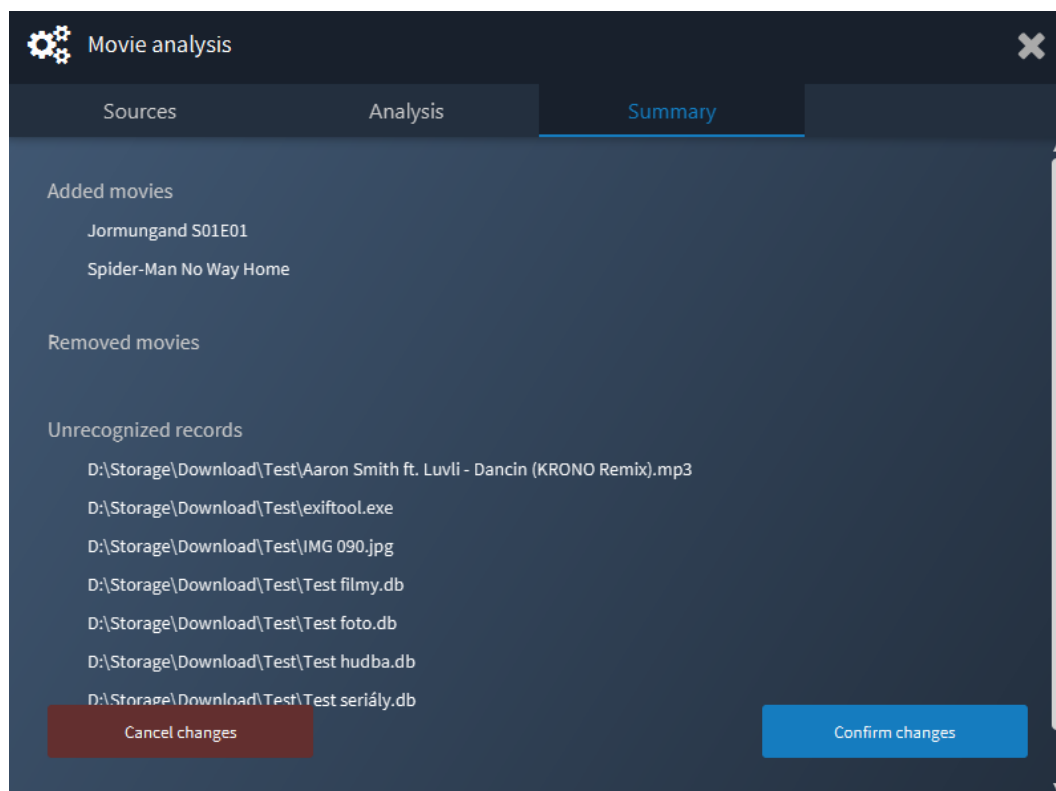 Movie analysis
Sources
Analysis
Summary
Added movies
Jormungand S01E01
Spider-Man No Way Home
Removed movies
Unrecognized records
D:\Storage\Download\Test\Aaron Smith ft. Luvli - Dancin (KRONO Remix).mp3
D:\Storage\Download\Test\exiftool.exe
D:\Storage\Download\Test\IMG 090.jpg
D:\Storage\Download\Test\Test filmy.db
D:\Storage\Download\Test\Test foto.db
D:\Storage\Download\Test\Test hudba.db
D:\Storage\Download\Test\Test seriály.db
Cancel changes
Confirm changes